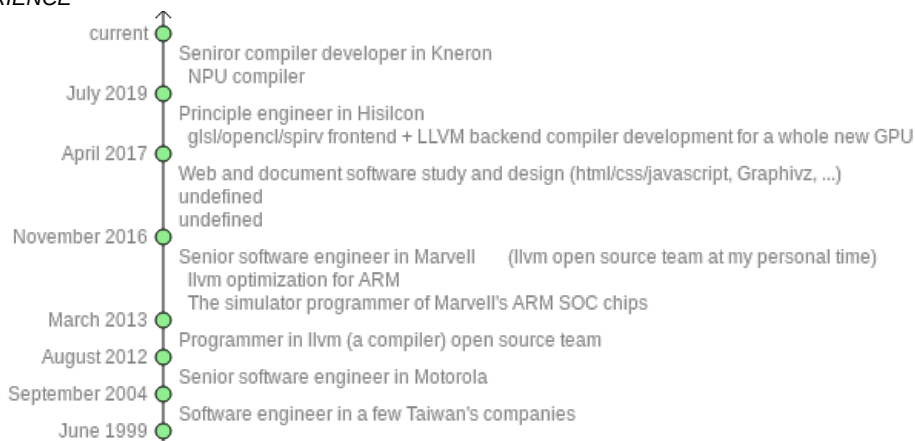 current
Seniror compiler developer in Kneron
NPU compiler
July 2019
Principle engineer in Hisilcon
glsl/opencl/spirv frontend + LLVM backend compiler development for a whole new GPU
April 2017
Web and document software study and design (html/css/javascript, Graphivz, ...)
undefined
undefined
November 2016
Senior software engineer in Marvell (llvm open source team at my personal time)
llvm optimization for ARM
The simulator programmer of Marvell's ARM SOC chips
March 2013
Programmer in llvm (a compiler) open source team
August 2012
Senior software engineer in Motorola
September 2004
Software engineer in a few Taiwan's companies
June 1999